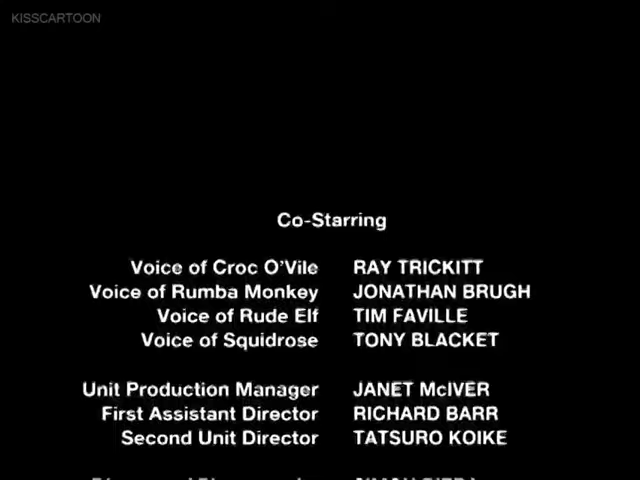 KISSCARTOON
Co-Starring
Voice of Croc O'Vile RAY TRICKITT
Voice of Rumba Monkey JONATHAN BRUGH
Voice of Rude Elf TIM FAVILLE
Voice of Squidrose TONY BLACKET
Unit Production Manager JANET McIVER
First Assistant Director RICHARD BARR
Second Unit Director TATSURO KOIKE